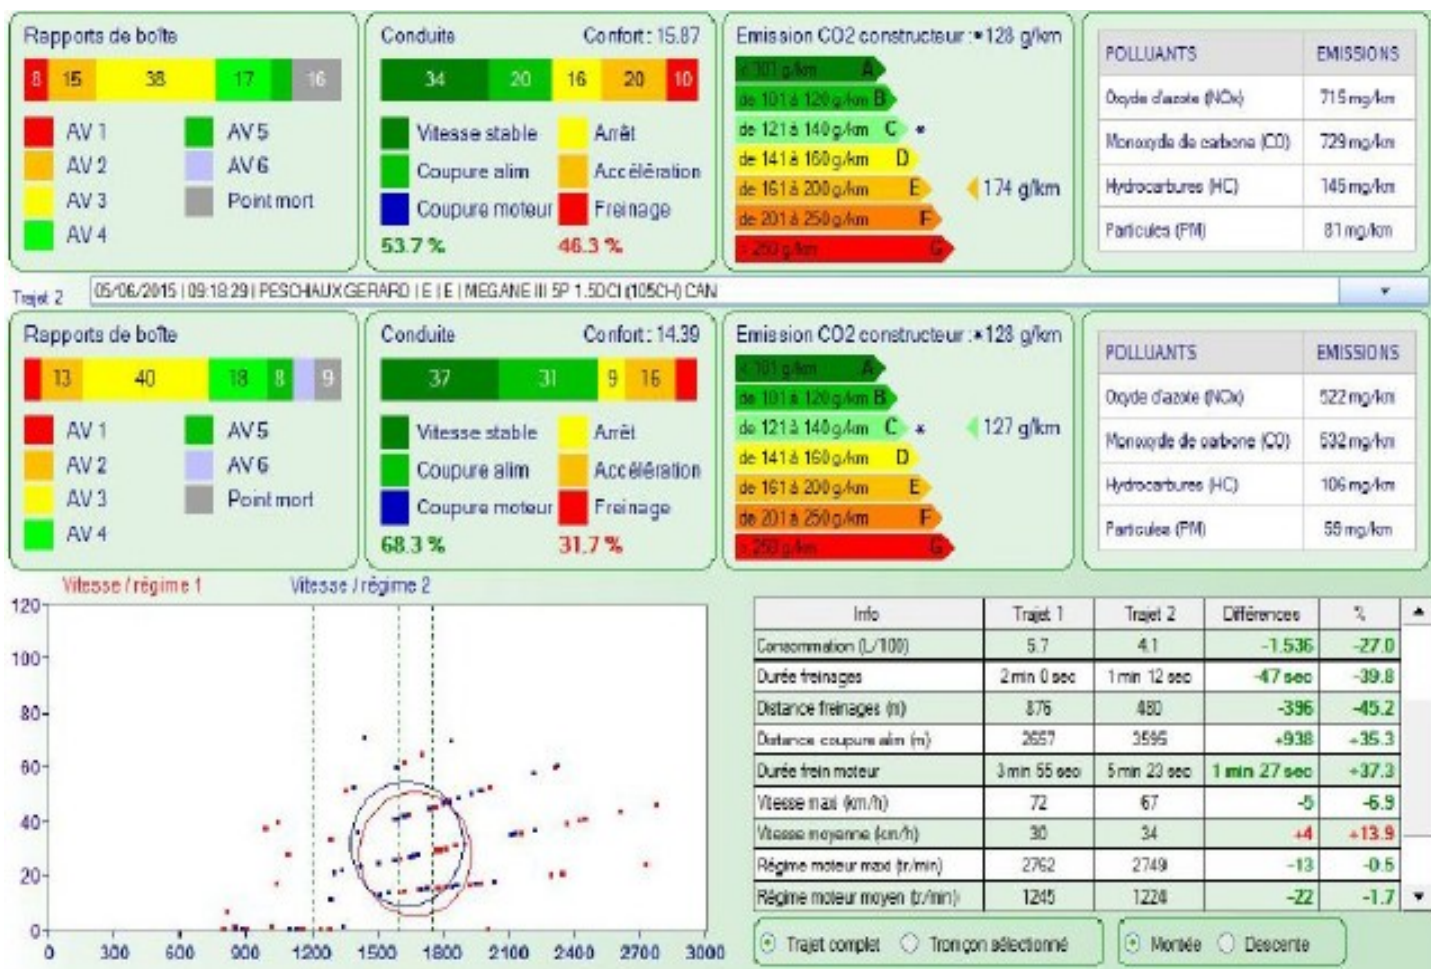 Rapports de boîte
8 15 38 17 16
AV 1
AV 2
AV 3
AV 4
AV 5
AV 6
Point mort
Conduite Confort : 15.87
34 20 16 20 10
Vitesse stable
Coupure alim
Coupure moteur
Arrêt
Accélération
Freinage
53.7 % 46.3 %
Emission CO2 constructeur :*128 g/km
< 101 g/km A
de 101 à 120 g/km B
de 121 à 140 g/km C *
de 141 à 160 g/km D
de 161 à 200 g/km E 174 g/km
de 201 à 250 g/km F
> 250 g/km G
POLLUANTS EMISSIONS
Oxyde d'azote (NOx) 715 mg/km
Monoxyde de carbone (CO) 729 mg/km
Hydrocarbures (HC) 145 mg/km
Particules (PM) 81 mg/km
Trajet 2 05/06/2015 | 09:18:29 | PESCHIAUX GERARD | E | E | MEGANE III 5P 1.5DCI (105CH) CAN
Rapports de boîte
13 40 18 8 9
AV 1
AV 2
AV 3
AV 4
AV 5
AV 6
Point mort
Conduite Confort : 14.39
37 31 9 16
Vitesse stable
Coupure alim
Coupure moteur
Arrêt
Accélération
Freinage
68.3 % 31.7 %
Emission CO2 constructeur :*128 g/km
< 101 g/km A
de 101 à 120 g/km B
de 121 à 140 g/km C * 127 g/km
de 141 à 160 g/km D
de 161 à 200 g/km E
de 201 à 250 g/km F
> 250 g/km G
POLLUANTS EMISSIONS
Oxyde d'azote (NOx) 522 mg/km
Monoxyde de carbone (CO) 532 mg/km
Hydrocarbures (HC) 106 mg/km
Particules (PM) 59 mg/km
Vitesse / régime 1 Vitesse / régime 2
120
100
80
60
40
20
0
0 300 600 900 1200 1500 1800 2100 2400 2700 3000
Info Trajet 1 Trajet 2 Différences %
Consommation (L/100) 5.7 4.1 -1.536 -27.0
Durée freinages 2 min 0 sec 1 min 12 sec -47 sec -39.8
Distance freinages (m) 876 480 -396 -45.2
Distance coupure alim (m) 2657 3595 +938 +35.3
Durée frein moteur 3 min 55 sec 5 min 23 sec 1 min 27 sec +37.3
Vitesse maxi (km/h) 72 67 -5 -6.9
Vitesse moyenne (km/h) 30 34 +4 +13.9
Régime moteur maxi (tr/min) 2762 2749 -13 -0.5
Régime moteur moyen (tr/min) 1245 1224 -22 -1.7
Trajet complet Tronçon sélectionné Montée Descente